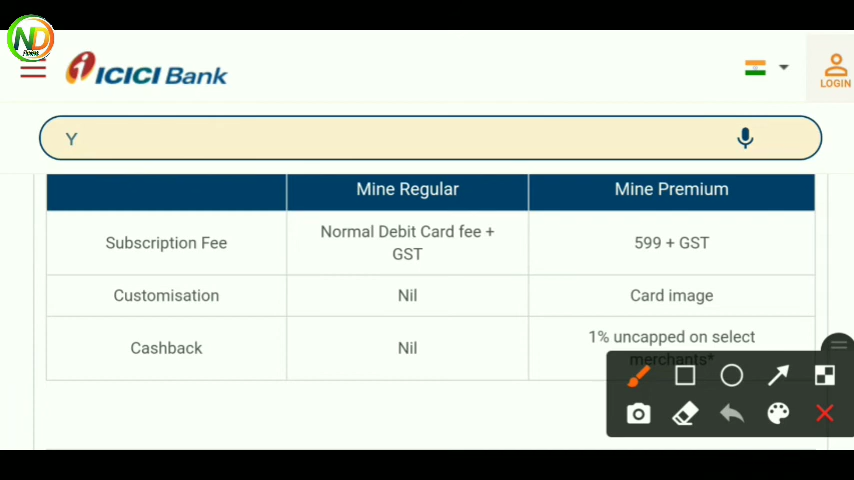 ND
ICICI Bank
LOGIN
Y
Mine Regular
Mine Premium
Subscription Fee
Normal Debit Card fee +
GST
599 + GST
Customisation
Nil
Card image
Cashback
Nil
1% uncapped on select
merchants*